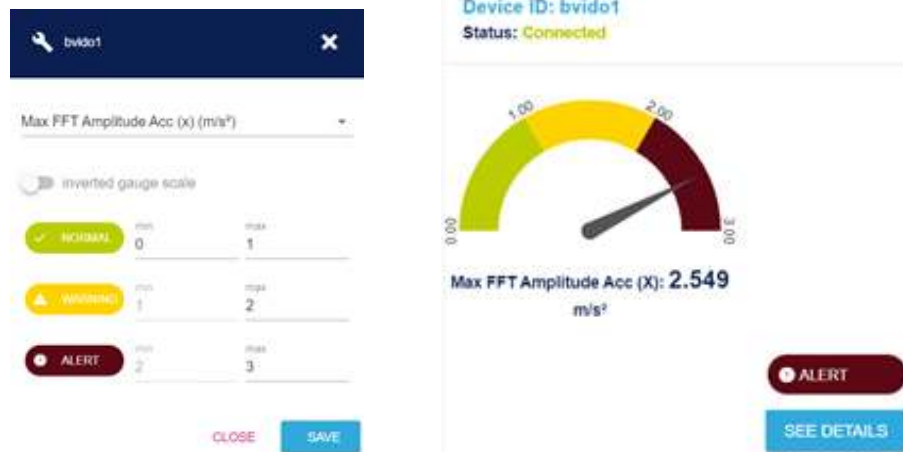 bvido1
Max FFT Amplitude Acc (x) (m/s²)
inverted gauge scale
NORMAL
min
0
max
1
WARNING
min
1
max
2
ALERT
min
2
max
3
CLOSE
SAVE
Device ID: bvido1
Status: Connected
0.00
1.00
2.00
3.00
Max FFT Amplitude Acc (X): 2.549
m/s²
ALERT
SEE DETAILS